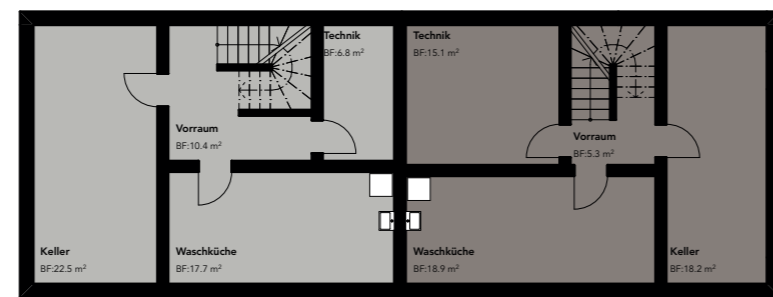 Technik
BF:6.8 m²
Technik
BF:15.1 m²
Vorraum
BF:10.4 m²
Vorraum
BF:5.3 m²
Keller
BF:22.5 m²
Waschküche
BF:17.7 m²
Waschküche
BF:18.9 m²
Keller
BF:18.2 m²